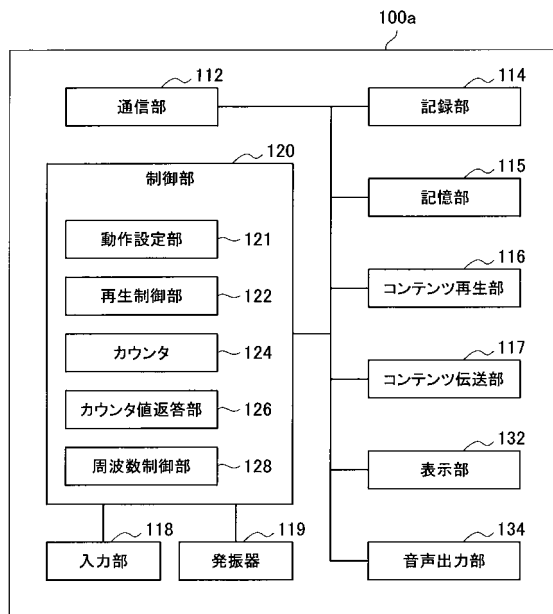 100a
112
通信部
114
記録部
120
制御部
115
記憶部
動作設定部
121
116
コンテンツ再生部
再生制御部
122
カウンタ
124
117
コンテンツ伝送部
カウンタ値返答部
126
132
表示部
周波数制御部
128
118
入力部
119
発振器
134
音声出力部